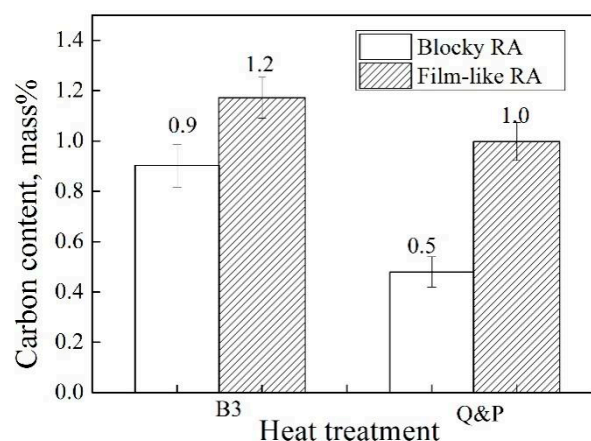 Carbon content, mass%
1.4
1.2
1.0
0.8
0.6
0.4
0.2
0.0
Blocky RA
Film-like RA
0.9
1.2
0.5
1.0
B3
Q&P
Heat treatment